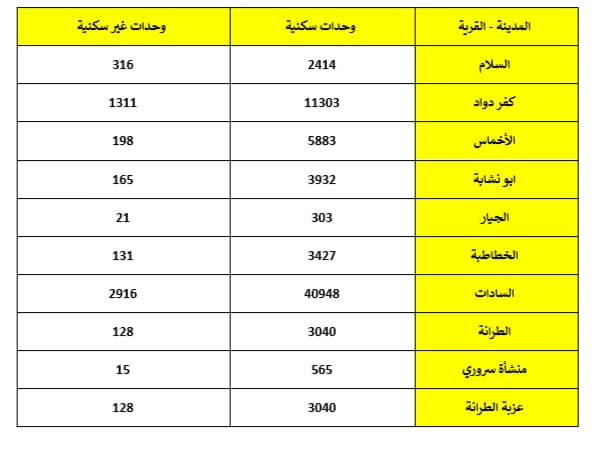 المدينة - القرية وحدات سكنية وحدات غير سكنية
السلام 2414 316
كفر دواد 11303 1311
الأخماس 5883 198
ابو نشابة 3932 165
الجيار 303 21
الخطاطبة 3427 131
السادات 40948 2916
الطرانة 3040 128
منشأة سروري 565 15
عزبة الطرانة 3040 128